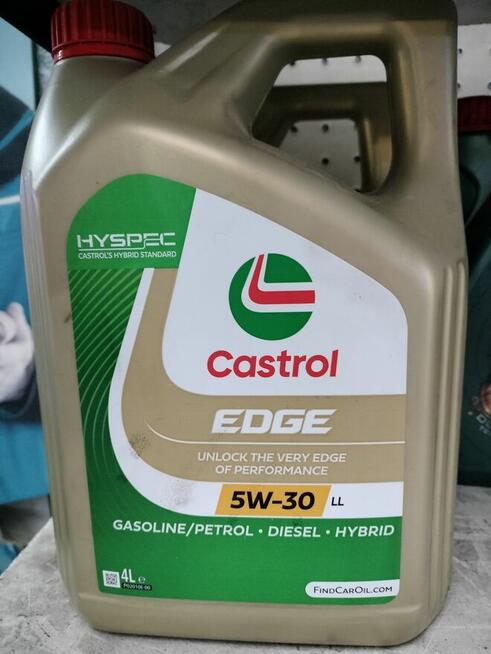 HYSPEC
CASTROL'S HYBRID STANDARD
Castrol
EDGE
UNLOCK THE VERY EDGE
OF PERFORMANCE
5W-30 LL
GASOLINE/PETROL • DIESEL • HYBRID
4L e
FINDCAROIL.COM